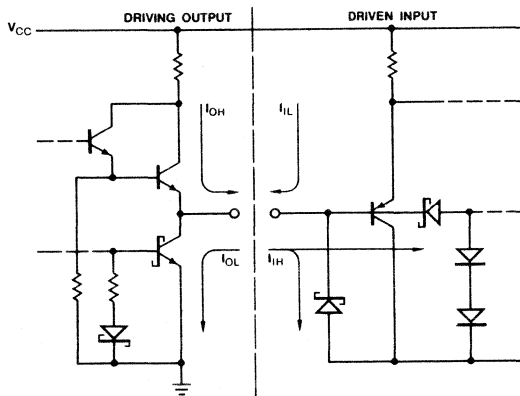 DRIVING OUTPUT
DRIVEN INPUT
VCC
IOH
IIL
IOL
IIH